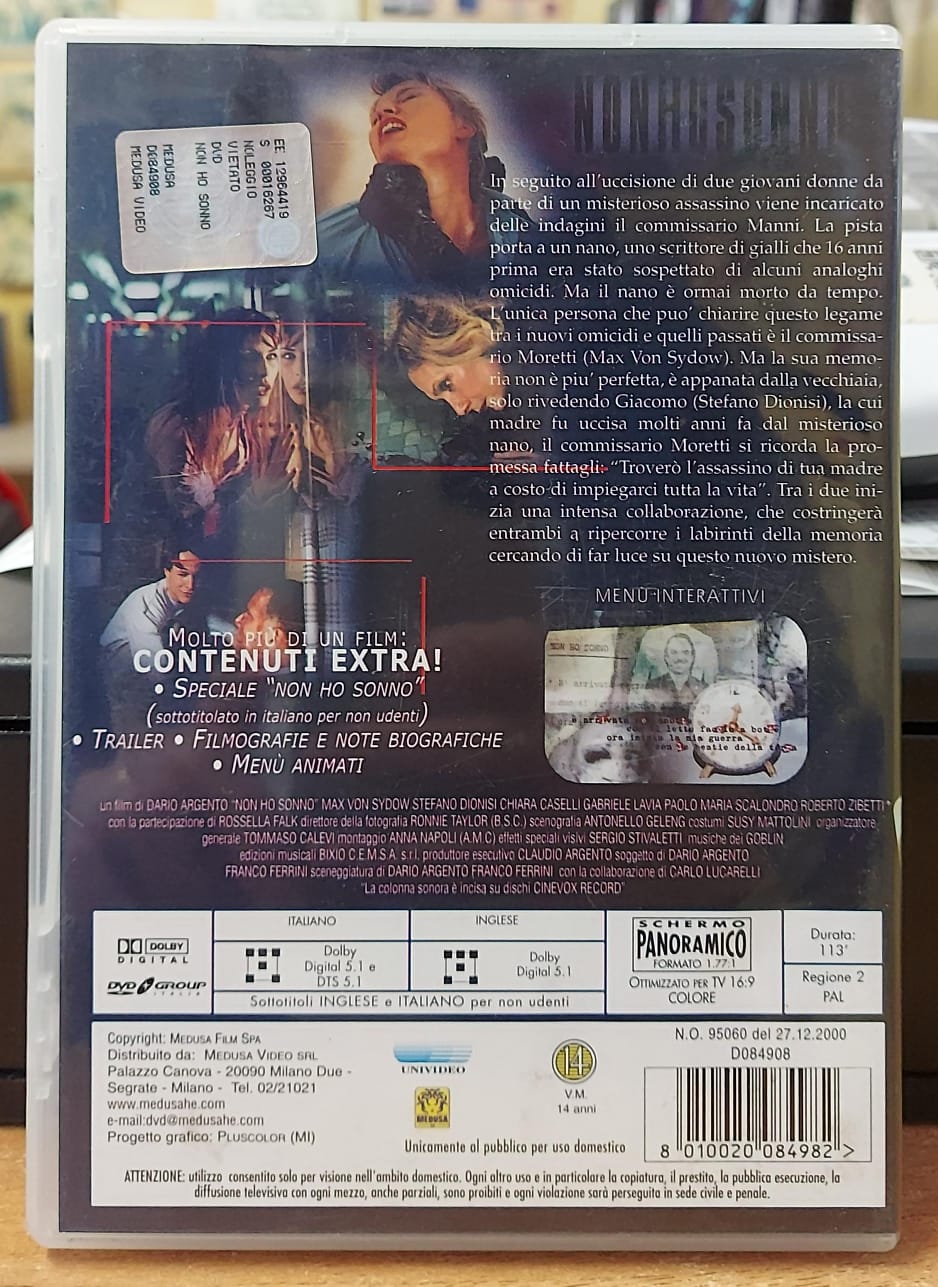 NONHOSONNO
EE 12964419
S 00016267
NOLEGGIO
VIETATO
DVD
NON HO SONNO
MEDUSA
D084908
MEDUSA VIDEO
In seguito all'uccisione di due giovani donne da
parte di un misterioso assassino viene incaricato
delle indagini il commissario Manni. La pista
porta a un nano, uno scrittore di gialli che 16 anni
prima era stato sospettato di alcuni analoghi
omicidi. Ma il nano è ormai morto da tempo.
L'unica persona che puo' chiarire questo legame
tra i nuovi omicidi e quelli passati è il commissa-
rio Moretti (Max Von Sydow). Ma la sua memo-
ria non è piu' perfetta, è appanata dalla vecchiaia,
solo rivedendo Giacomo (Stefano Dionisi), la cui
madre fu uccisa molti anni fa dal misterioso
nano, il commissario Moretti si ricorda la pro-
messa fattagli: "Troverò l'assassino di tua madre
a costo di impiegarci tutta la vita". Tra i due ini-
zia una intensa collaborazione, che costringerà
entrambi a ripercorre i labirinti della memoria
cercando di far luce su questo nuovo mistero.
MENÙ INTERATTIVI
NON HO SONNO
MOLTO PIÙ DI UN FILM:
CONTENUTI EXTRA!
• SPECIALE "NON HO SONNO"
(sottotitolato in italiano per non udenti)
• TRAILER • FILMOGRAFIE E NOTE BIOGRAFICHE
• MENÙ ANIMATI
un film di DARIO ARGENTO "NON HO SONNO" MAX VON SYDOW STEFANO DIONISI CHIARA CASELLI GABRIELE LAVIA PAOLO MARIA SCALONDRO ROBERTO ZIBETTI
con la partecipazione di ROSSELLA FALK direttore della fotografia RONNIE TAYLOR (B.S.C.) scenografia ANTONELLO GELENG costumi SUSY MATTOLINI organizzatore
generale TOMMASO CALEVI montaggio ANNA NAPOLI (A.M.C) effetti speciali visivi SERGIO STIVALETTI musiche dei GOBLIN
edizioni musicali BIXIO C.E.M.S.A. s.r.l. produttore esecutivo CLAUDIO ARGENTO soggetto di DARIO ARGENTO
FRANCO FERRINI sceneggiatura di DARIO ARGENTO FRANCO FERRINI con la collaborazione di CARLO LUCARELLI
"La colonna sonora è incisa su dischi CINEVOX RECORD"
DOLBY
DIGITAL
DVD GROUP
ITALIA
ITALIANO
Dolby
Digital 5.1 e
DTS 5.1
INGLESE
Dolby
Digital 5.1
Sottotitoli INGLESE e ITALIANO per non udenti
SCHERMO
PANORAMICO
FORMATO 1.77:1
OTTIMIZZATO PER TV 16:9
COLORE
Durata:
113'
Regione 2
PAL
Copyright: MEDUSA FILM SPA
Distribuito da: MEDUSA VIDEO SRL
Palazzo Canova - 20090 Milano Due -
Segrate - Milano - Tel. 02/21021
www.medusahe.com
e-mail:dvd@medusahe.com
Progetto grafico: PLUSCOLOR (MI)
UNIVIDEO
MEDUSA
14
V.M.
14 anni
Unicamente al pubblico per uso domestico
N.O. 95060 del 27.12.2000
D084908
8 010020 084982 >
ATTENZIONE: utilizzo consentito solo per visione nell'ambito domestico. Ogni altro uso e in particolare la copiatura, il prestito, la pubblica esecuzione, la
diffusione televisiva con ogni mezzo, anche parziali, sono proibiti e ogni violazione sarà perseguita in sede civile e penale.